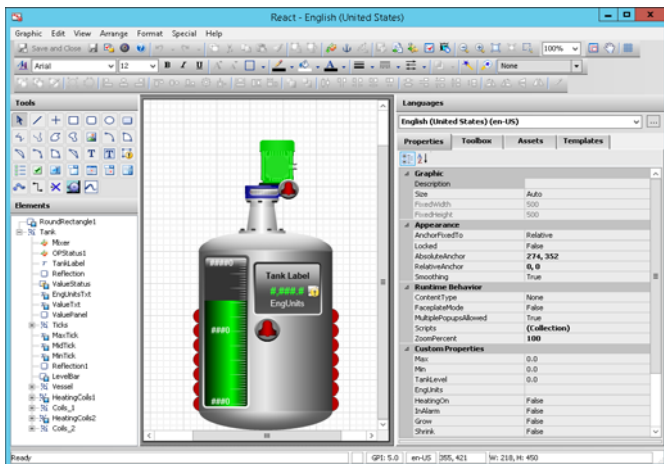 React - English (United States)
Graphic Edit View Arrange Format Special Help
Save and Close 100%
Arial 12 B I U A None
Tools
T T
Elements
RoundRectangle1
Tank
Mixer
OPStatus1
TankLabel
Reflection
ValueStatus
EngUnitsTxt
ValueTxt
ValuePanel
Ticks
MaxTick
MidTick
MinTick
Reflection1
LevelBar
Vessel
HeatingCoils1
Coils_1
HeatingCoils2
Coils_2
####0
###0
###0
Tank Label
#,###.#
EngUnits
Languages
English (United States) (en-US) ...
Properties Toolbox Assets Templates
Graphic
Description
Size Auto
FixedWidth 500
FixedHeight 500
Appearance
AnchorFixedTo Relative
Locked False
AbsoluteAnchor 274, 352
RelativeAnchor 0, 0
Smoothing True
Runtime Behavior
ContentType None
FaceplateMode False
MultiplePopupsAllowed True
Scripts (Collection)
ZoomPercent 100
Custom Properties
Max 0.0
Min 0.0
TankLevel 0.0
EngUnits
HeatingOn False
InAlarm False
Grow False
Shrink False
Ready GPI: 5.0 en-US 355, 421 W: 218, H: 450